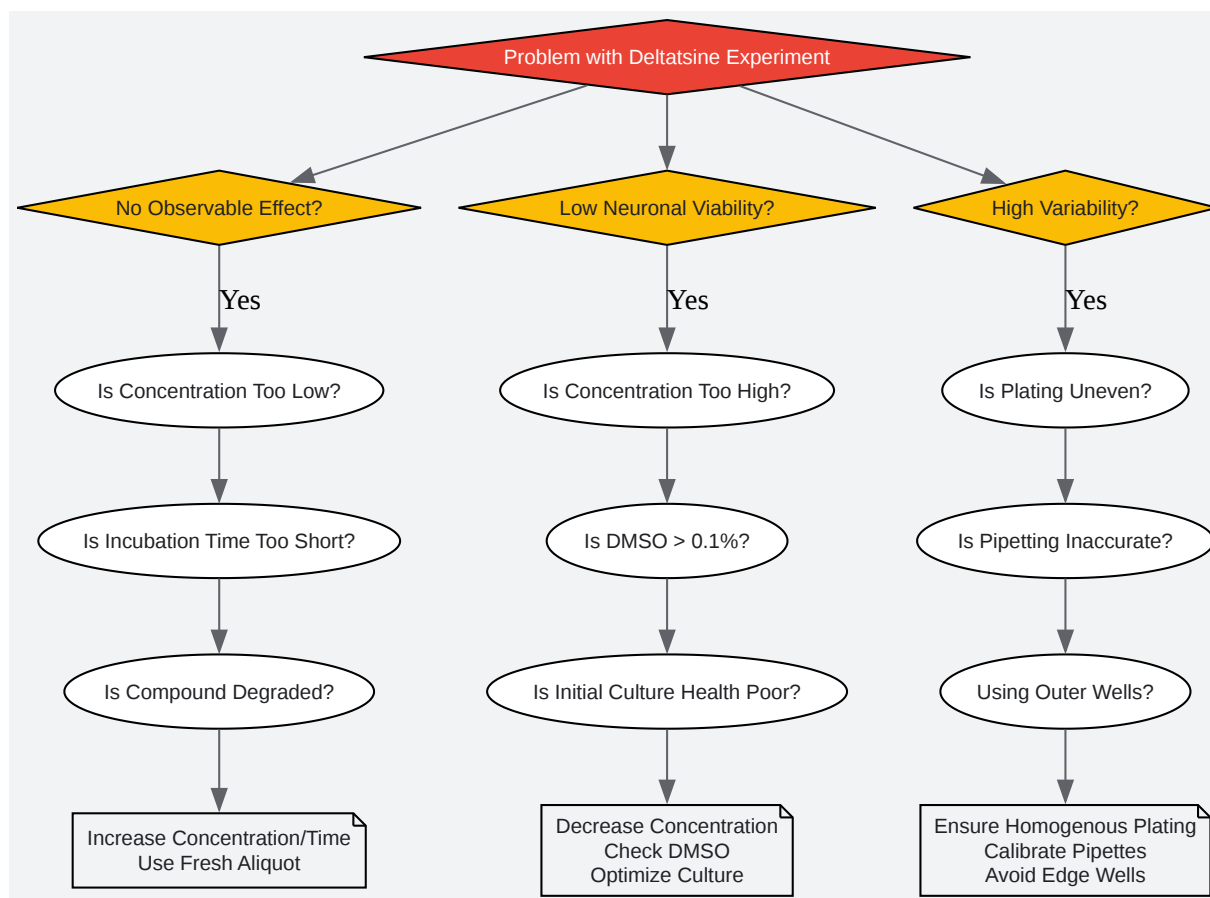 Problem with Deltatsine Experiment
No Observable Effect?
Low Neuronal Viability?
High Variability?
Yes
Yes
Yes
Is Concentration Too Low?
Is Concentration Too High?
Is Plating Uneven?
Is Incubation Time Too Short?
Is DMSO > 0.1%?
Is Pipetting Inaccurate?
Is Compound Degraded?
Is Initial Culture Health Poor?
Using Outer Wells?
Increase Concentration/Time
Use Fresh Aliquot
Decrease Concentration
Check DMSO
Optimize Culture
Ensure Homogenous Plating
Calibrate Pipettes
Avoid Edge Wells